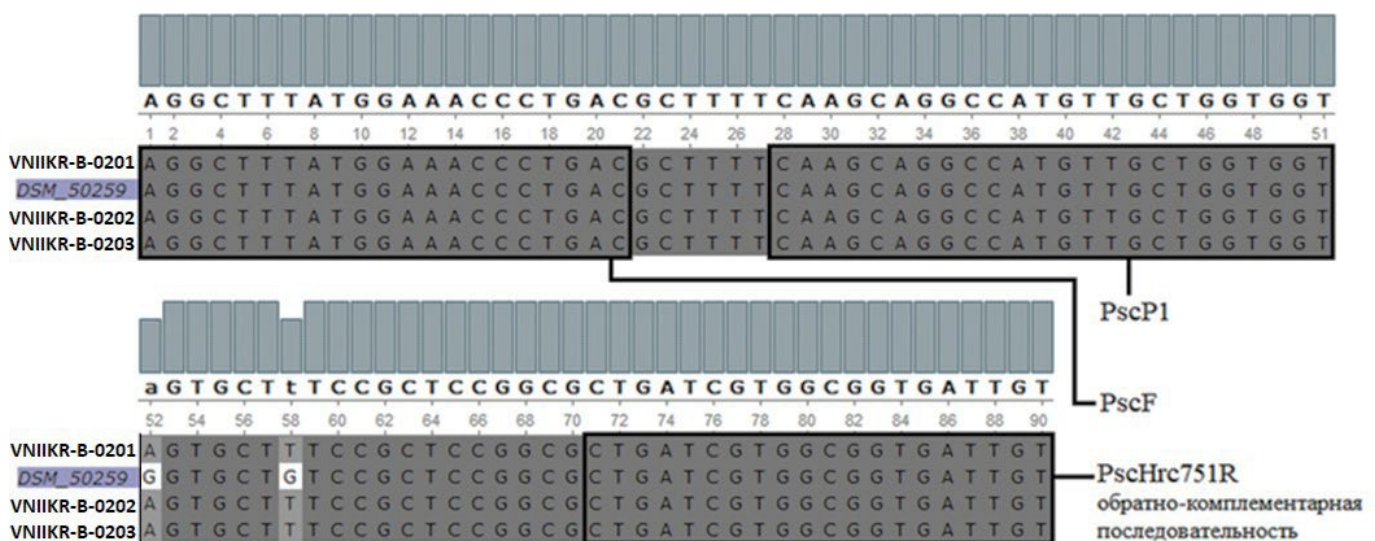 AGGCTTTATGGAAACCCTGACGCTTTTCAAGCAGGCCATGTTGCTGGTGGT
1 2 4 6 8 10 12 14 16 18 20 22 24 26 28 30 32 34 36 38 40 42 44 46 48 51
VNIIKR-B-0201 AGGCTTTATGGAAACCCTGACGCTTTTCAAGCAGGCCATGTTGCTGGTGGT
DSM_50259 AGGCTTTATGGAAACCCTGACGCTTTTCAAGCAGGCCATGTTGCTGGTGGT
VNIIKR-B-0202 AGGCTTTATGGAAACCCTGACGCTTTTCAAGCAGGCCATGTTGCTGGTGGT
VNIIKR-B-0203 AGGCTTTATGGAAACCCTGACGCTTTTCAAGCAGGCCATGTTGCTGGTGGT
PscP1
aGTGCTtTCCGCTCCGGCGCTGATCGTGGCGGTGATTGT
PscF
52 54 56 58 60 62 64 66 68 70 72 74 76 78 80 82 84 86 88 90
VNIIKR-B-0201 AGTGCTTTCCGCTCCGGCGCTGATCGTGGCGGTGATTGT
DSM_50259 GGTGCTGTCCGCTCCGGCGCTGATCGTGGCGGTGATTGT
VNIIKR-B-0202 AGTGCTTTCCGCTCCGGCGCTGATCGTGGCGGTGATTGT
VNIIKR-B-0203 AGTGCTTTCCGCTCCGGCGCTGATCGTGGCGGTGATTGT
PscHrc751R
обратно-комплементарная
последовательность